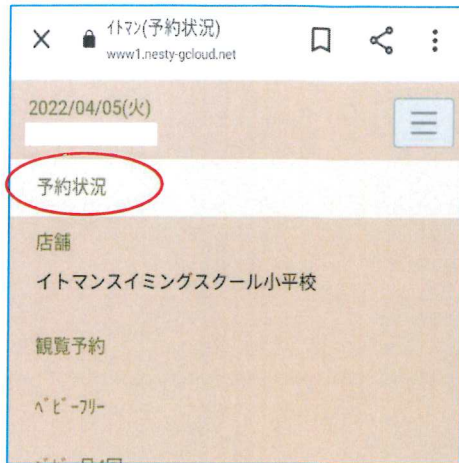 ｲﾄﾏﾝ(予約状況)
www1.nesty-gcloud.net
2022/04/05(火)
予約状況
店舗
イトマンスイミングスクール小平校
観覧予約
ﾍﾞﾋﾞｰﾌﾘｰ